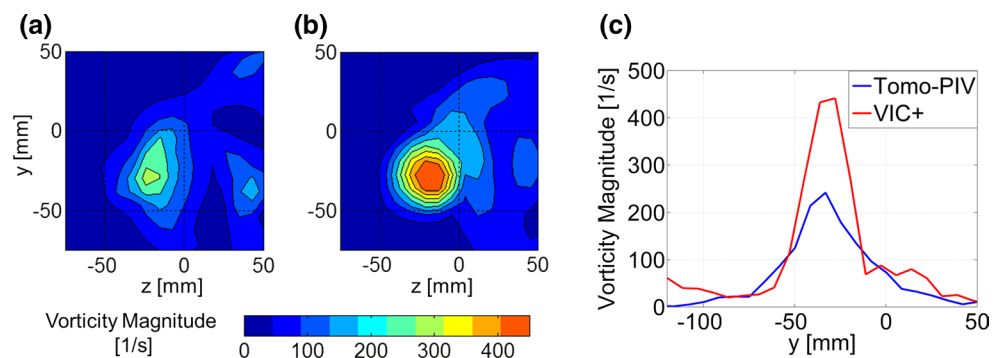 (a)
50
0
-50
y [mm]
-50 0 50
z [mm]
(b)
50
0
-50
-50 0 50
z [mm]
Vorticity Magnitude
[1/s]
0 100 200 300 400
(c)
Vorticity Magnitude [1/s]
500
400
300
200
100
0
-100 -50 0 50
y [mm]
Tomo-PIV
VIC+